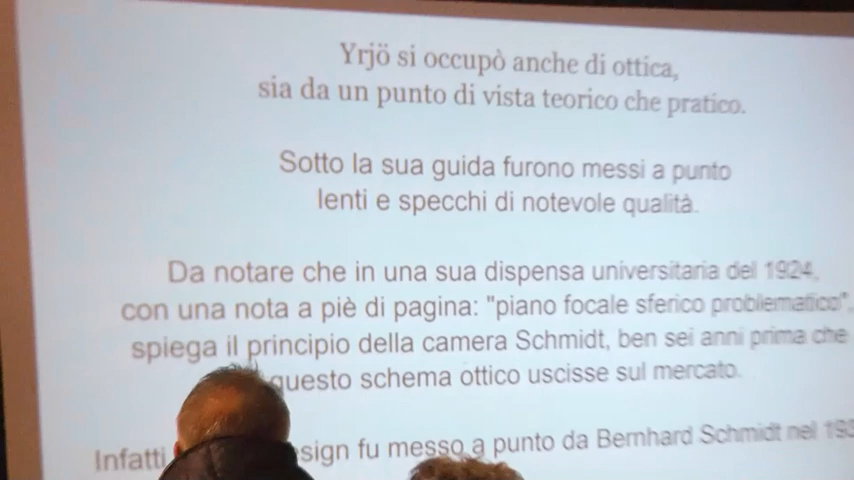 Yrjö si occupò anche di ottica,
sia da un punto di vista teorico che pratico.
Sotto la sua guida furono messi a punto
lenti e specchi di notevole qualità.
Da notare che in una sua dispensa universitaria del 1924,
con una nota a piè di pagina: "piano focale sferico problematico",
spiega il principio della camera Schmidt, ben sei anni prima che
questo schema ottico uscisse sul mercato.
Infatti fu messo a punto da Bernhard Schmidt nel